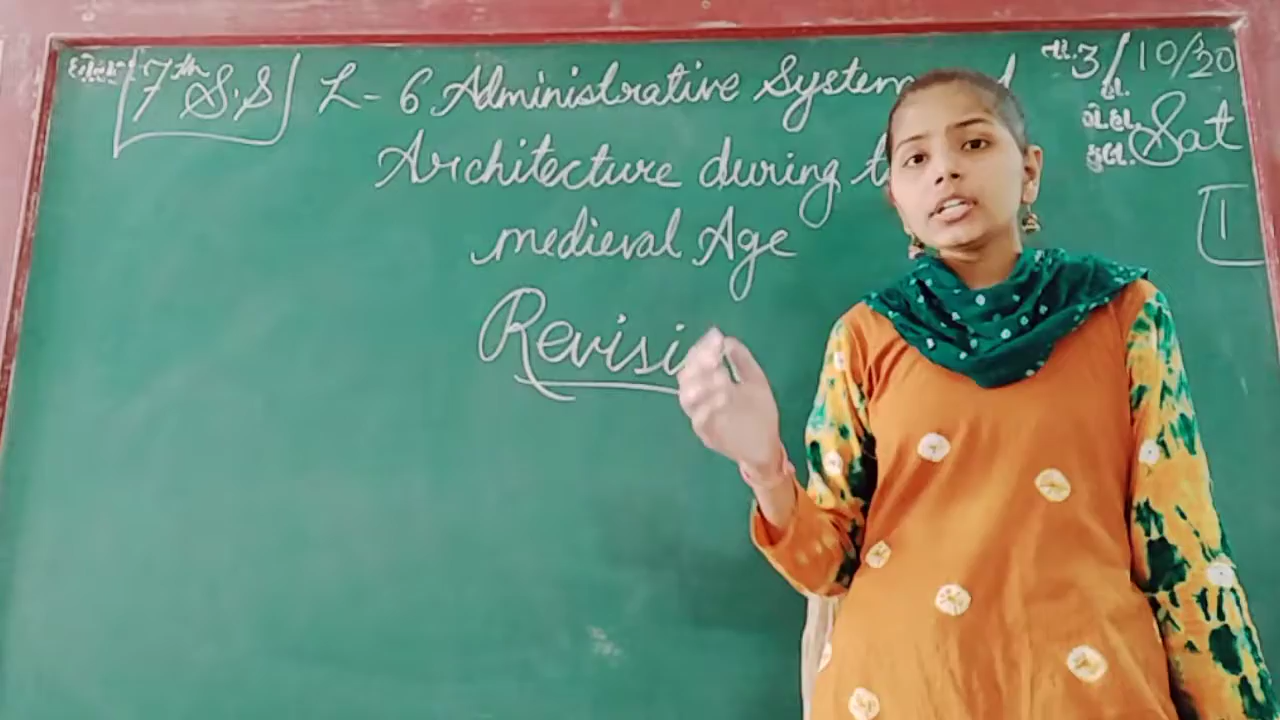 7th S.S L - 6 Administrative System
Architecture during
medieval Age
Revisi
તા. 3/10/20
Sat
1